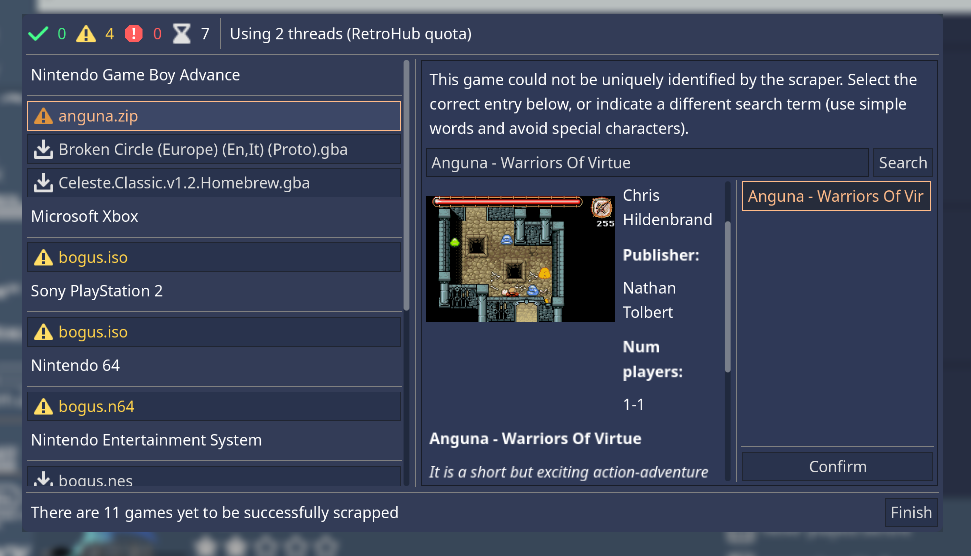 0 4 0 7 Using 2 threads (RetroHub quota)
Nintendo Game Boy Advance
anguna.zip
Broken Circle (Europe) (En,It) (Proto).gba
Celeste.Classic.v1.2.Homebrew.gba
Microsoft Xbox
bogus.iso
Sony PlayStation 2
bogus.iso
Nintendo 64
bogus.n64
Nintendo Entertainment System
bogus.nes
This game could not be uniquely identified by the scraper. Select the
correct entry below, or indicate a different search term (use simple
words and avoid special characters).
Anguna - Warriors Of Virtue
Search
255
Chris
Hildenbrand
Publisher:
Nathan
Tolbert
Num
players:
1-1
Anguna - Warriors Of Virtue
It is a short but exciting action-adventure
Anguna - Warriors Of Vir
Confirm
There are 11 games yet to be successfully scrapped
Finish